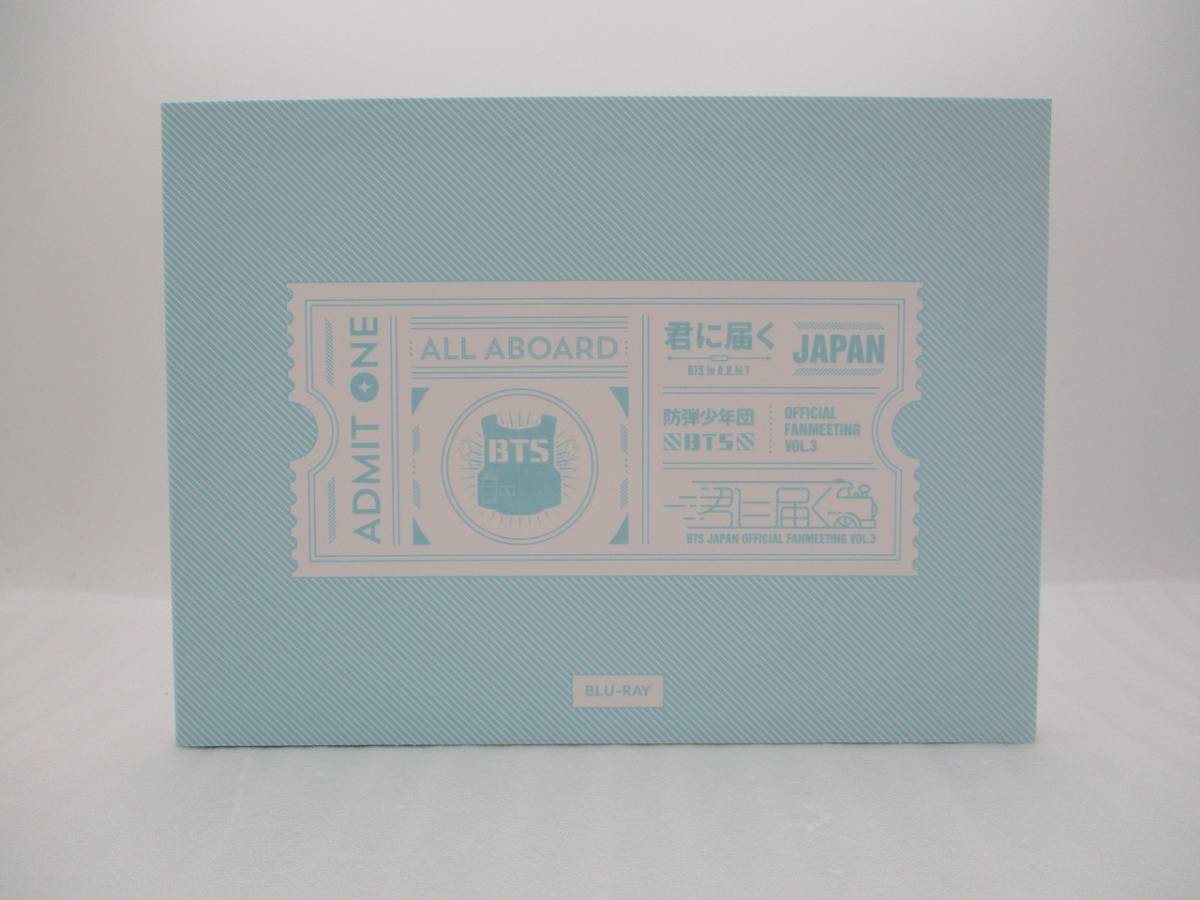 ADMIT ONE
ALL ABOARD
BTS
君に届く
BTS to A.R.M.Y
JAPAN
防弾少年団
BTS
OFFICIAL
FANMEETING
VOL.3
君に届く
BTS JAPAN OFFICIAL FANMEETING VOL.3
BLU-RAY